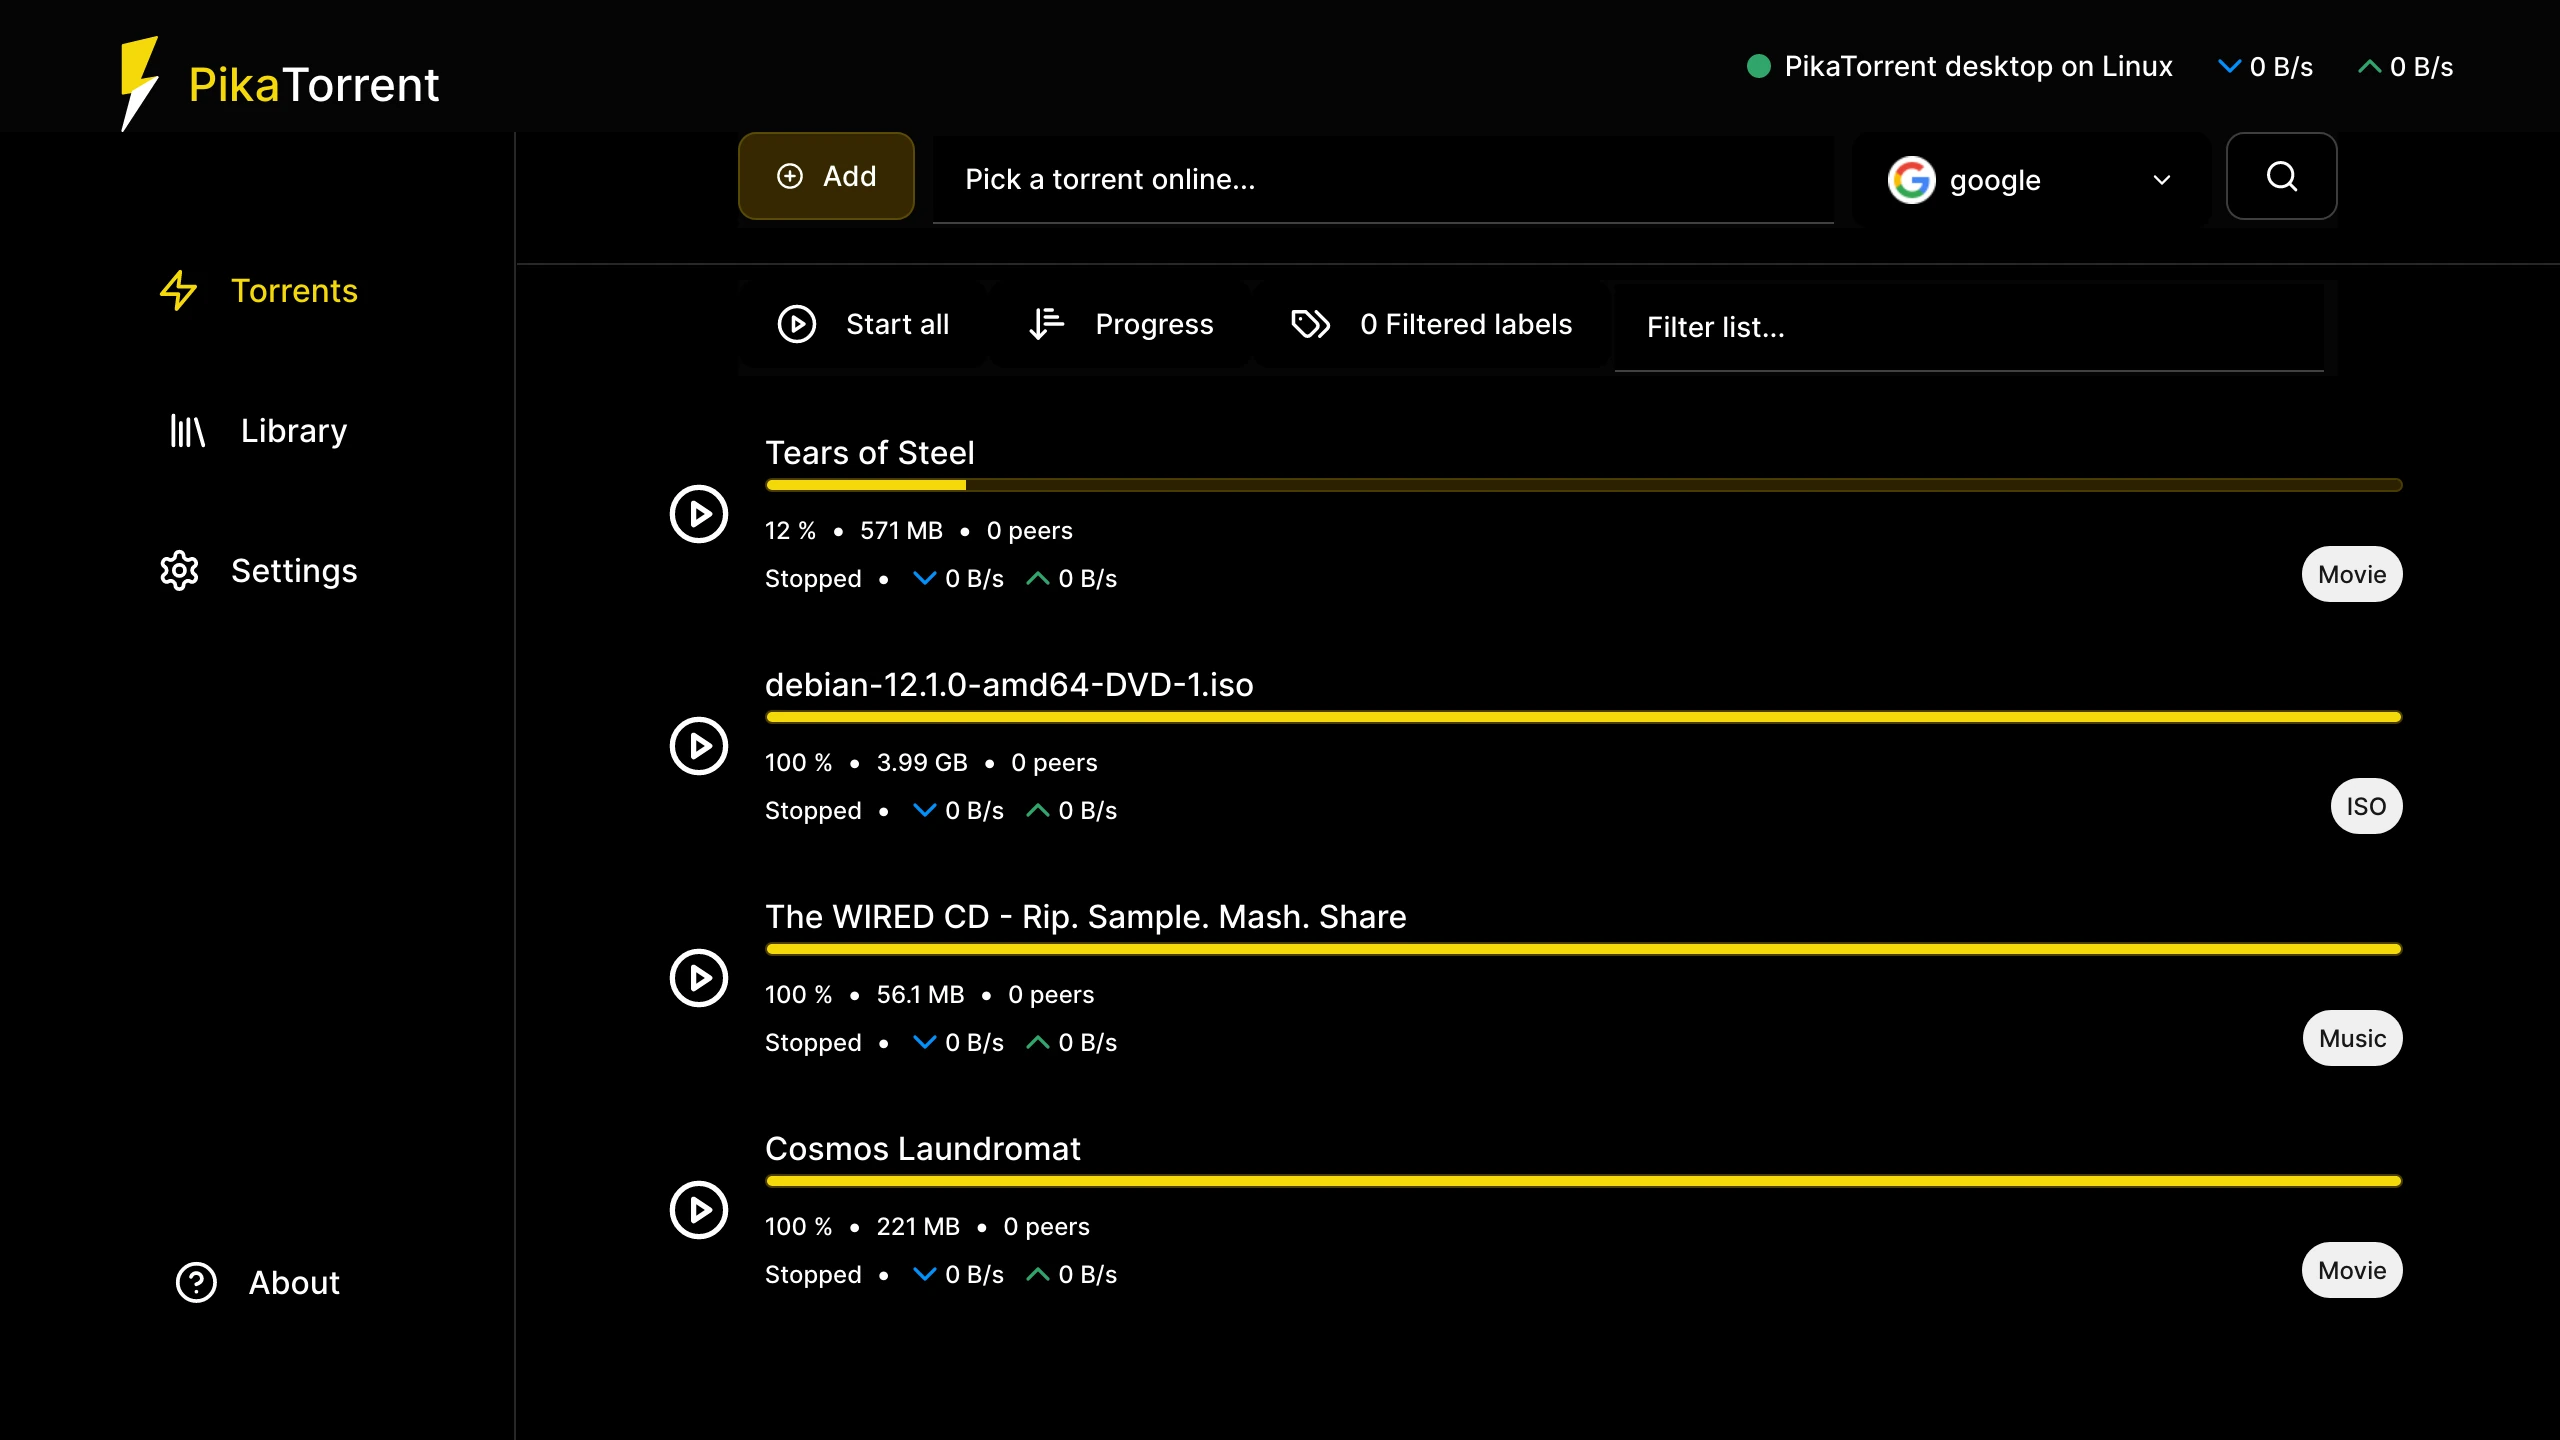 PikaTorrent
PikaTorrent desktop on Linux 0 B/s 0 B/s
Add Pick a torrent online... google
Torrents
Library
Settings
About
Start all Progress 0 Filtered labels Filter list...
Tears of Steel
12 % • 571 MB • 0 peers
Stopped • 0 B/s 0 B/s
Movie
debian-12.1.0-amd64-DVD-1.iso
100 % • 3.99 GB • 0 peers
Stopped • 0 B/s 0 B/s
ISO
The WIRED CD - Rip. Sample. Mash. Share
100 % • 56.1 MB • 0 peers
Stopped • 0 B/s 0 B/s
Music
Cosmos Laundromat
100 % • 221 MB • 0 peers
Stopped • 0 B/s 0 B/s
Movie